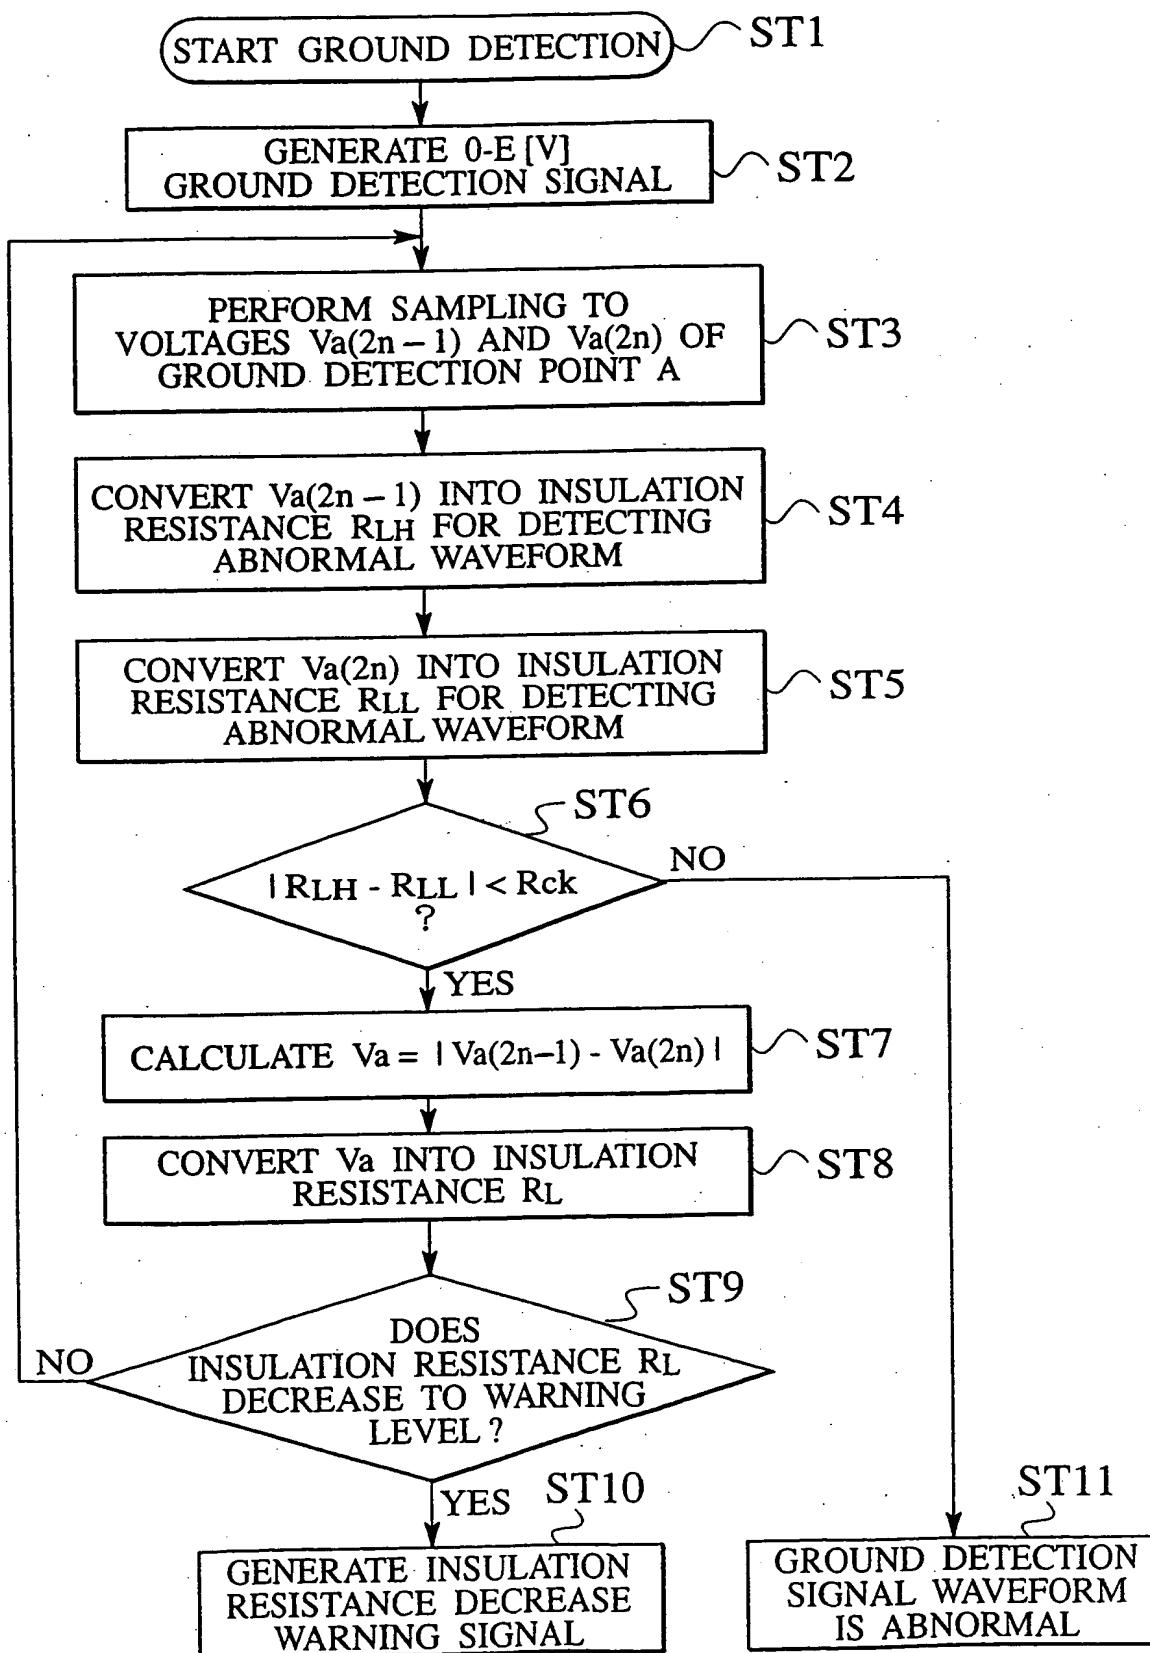 START GROUND DETECTION
ST1
GENERATE 0-E [V]
GROUND DETECTION SIGNAL
ST2
PERFORM SAMPLING TO
VOLTAGES Va(2n – 1) AND Va(2n) OF
GROUND DETECTION POINT A
ST3
CONVERT Va(2n – 1) INTO INSULATION
RESISTANCE RLH FOR DETECTING
ABNORMAL WAVEFORM
ST4
CONVERT Va(2n) INTO INSULATION
RESISTANCE RLL FOR DETECTING
ABNORMAL WAVEFORM
ST5
ST6
| RLH - RLL | < Rck
?
NO
YES
CALCULATE Va = | Va(2n–1) - Va(2n) |
ST7
CONVERT Va INTO INSULATION
RESISTANCE RL
ST8
ST9
DOES
INSULATION RESISTANCE RL
DECREASE TO WARNING
LEVEL ?
NO
YES
ST10
GENERATE INSULATION
RESISTANCE DECREASE
WARNING SIGNAL
ST11
GROUND DETECTION
SIGNAL WAVEFORM
IS ABNORMAL